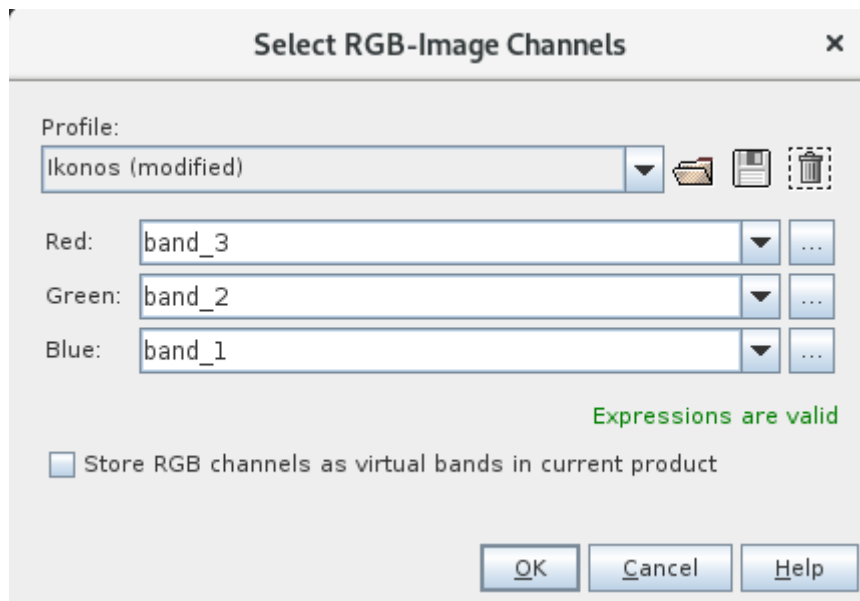 Select RGB-Image Channels
Profile:
Ikonos (modified)
Red: band_3 ...
Green: band_2 ...
Blue: band_1 ...
Expressions are valid
Store RGB channels as virtual bands in current product
OK Cancel Help